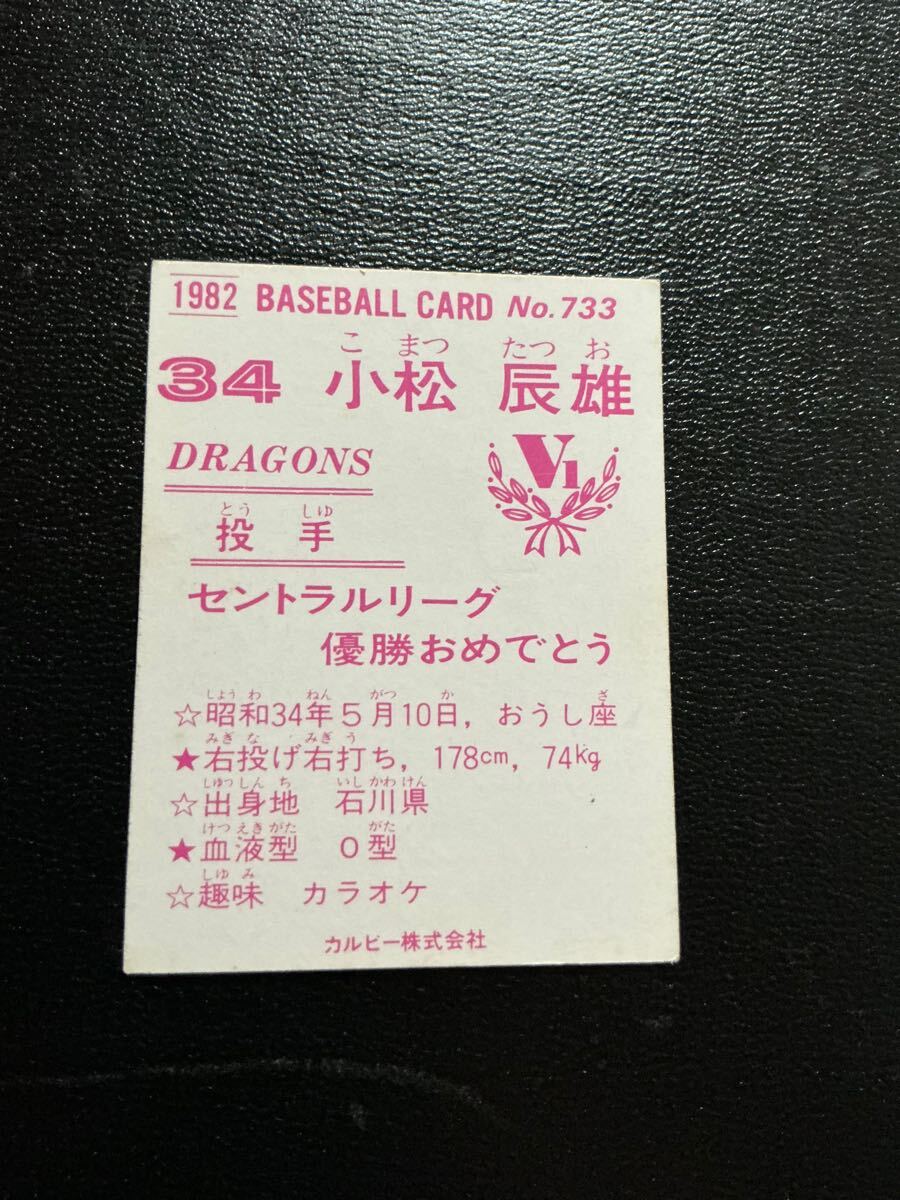 1982 BASEBALL CARD No.733
こ まつ たつ お
34 小松 辰雄
DRAGONS
V1
とう しゅ
投手
セントラルリーグ
優勝おめでとう
しょう わ ねん がつ か ざ
☆昭和34年5月10日, おうし座
みぎ な みぎ う
★右投げ右打ち, 178cm, 74kg
しゅっ しん ち いし かわ けん
☆出身地 石川県
けつ えき がた がた
★血液型 O型
しゅ み
☆趣味 カラオケ
カルビー株式会社